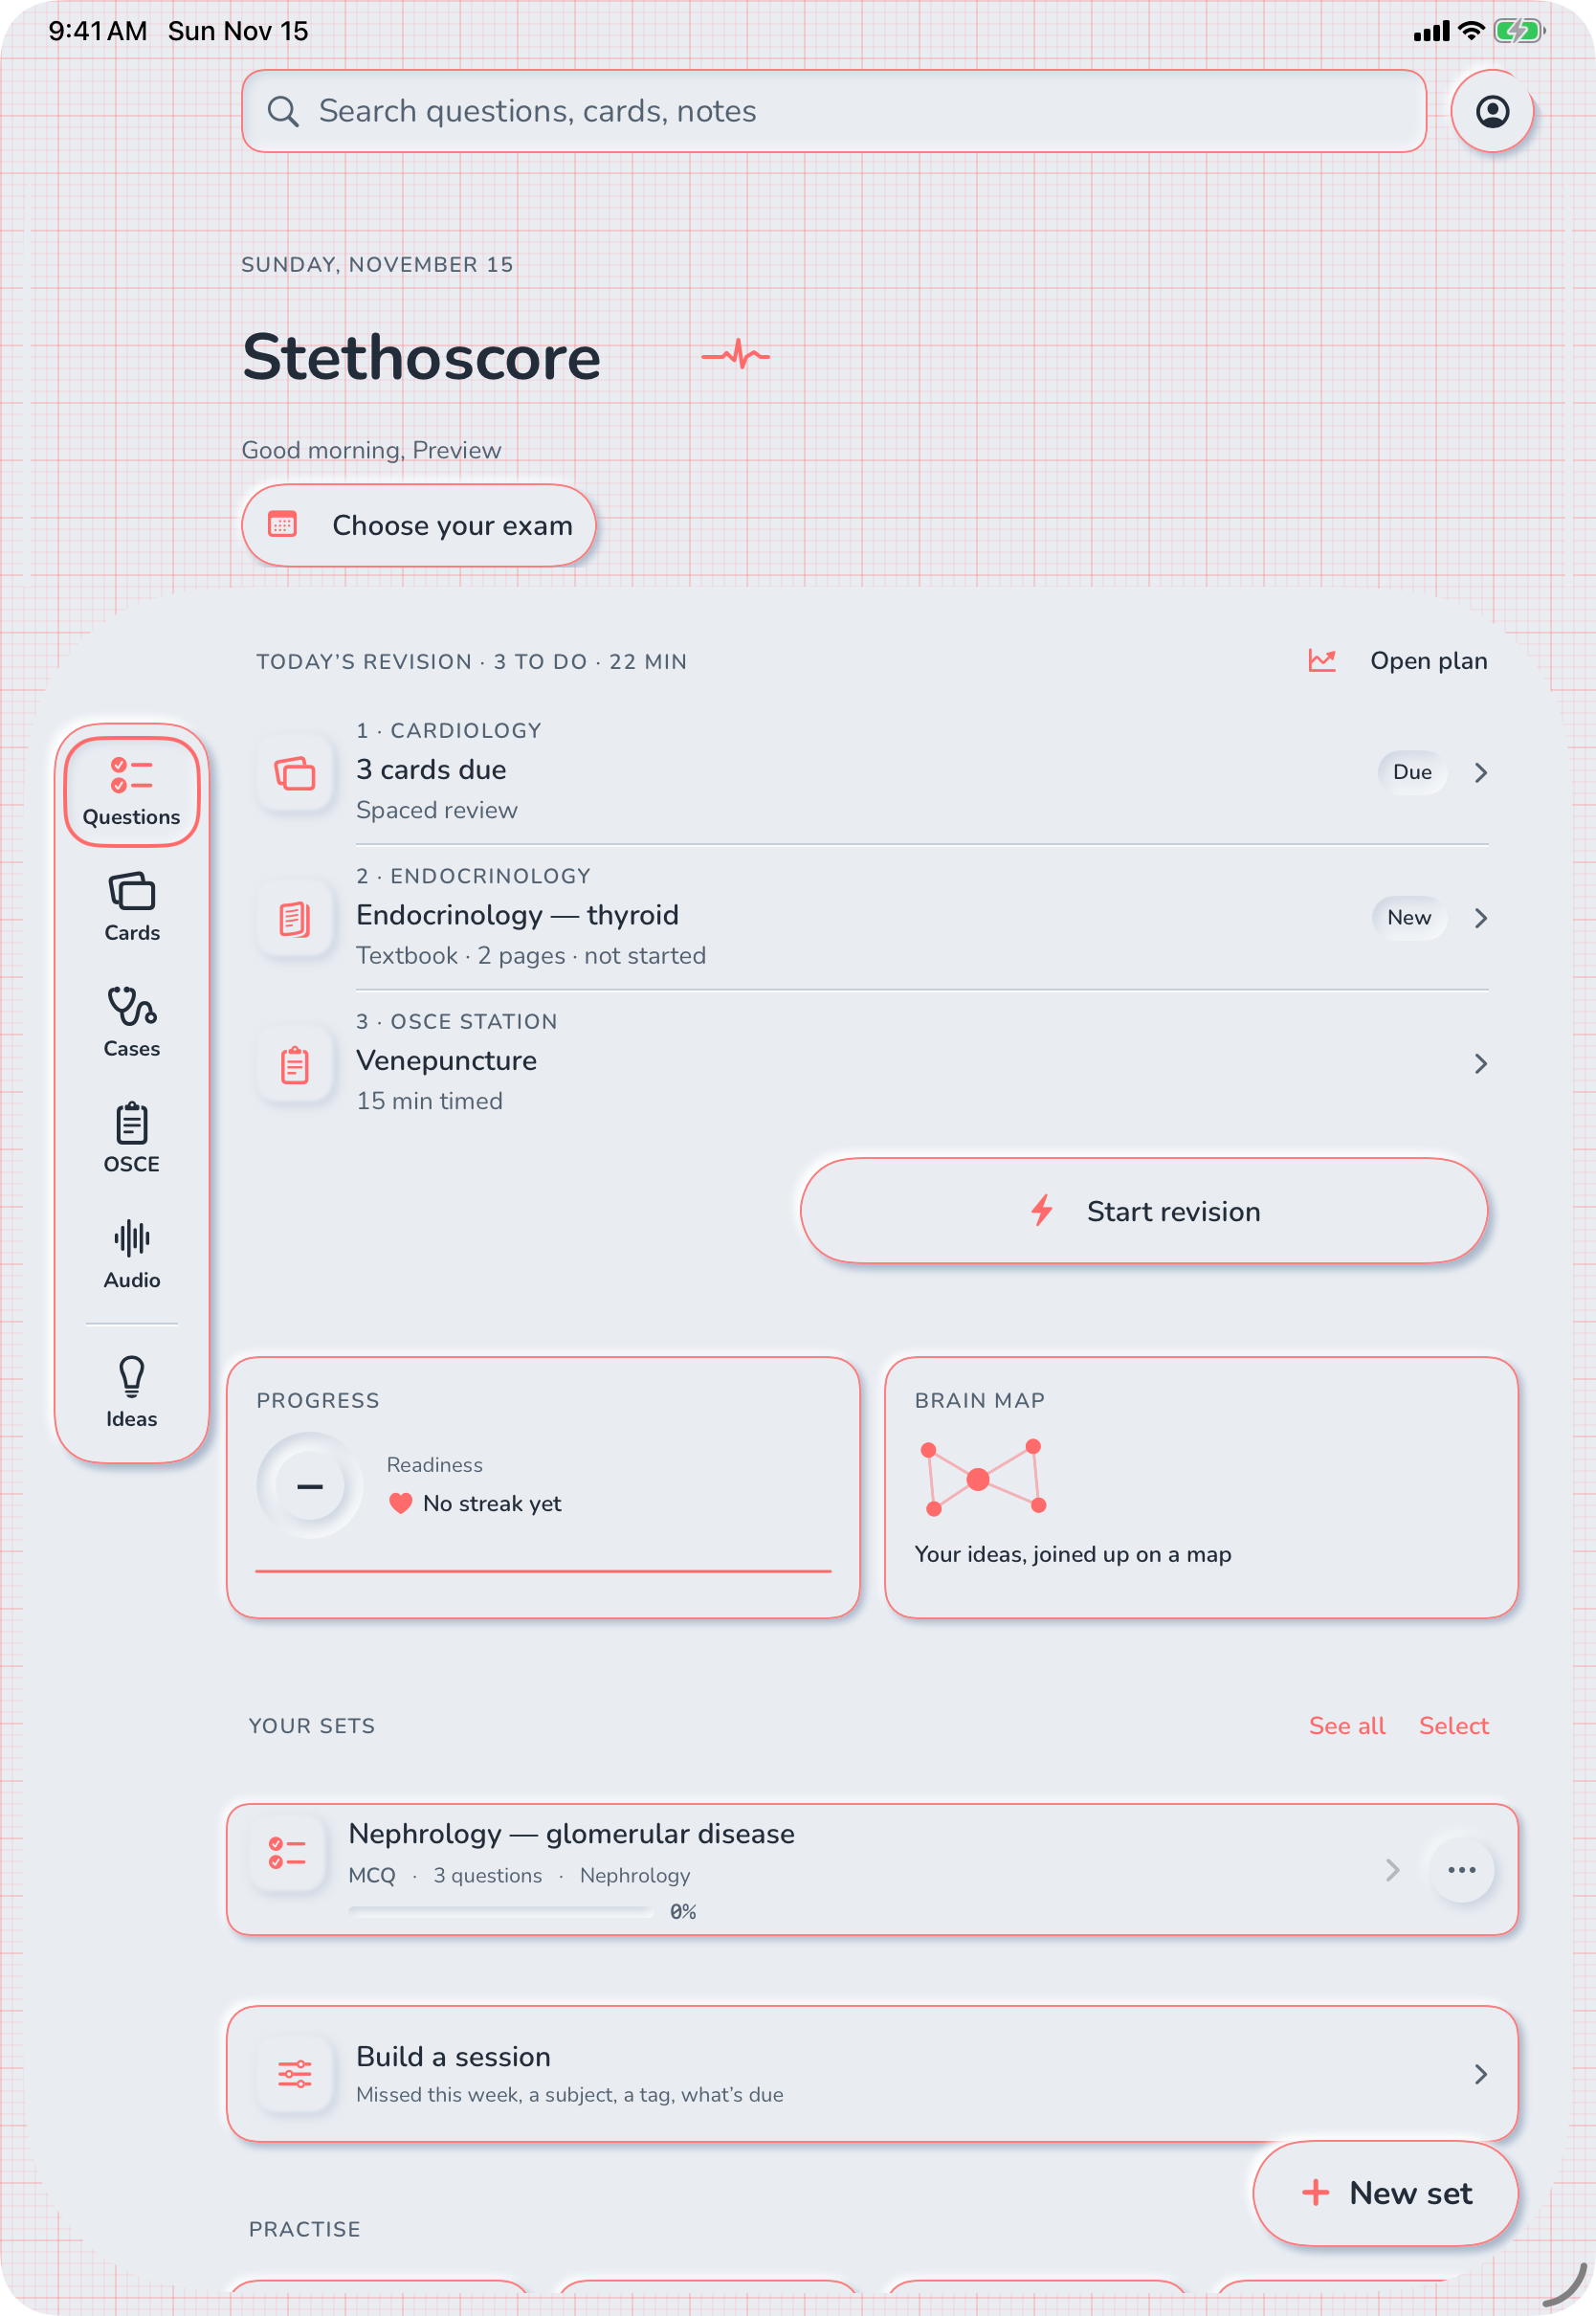 9:41 AM Sun Nov 15
Search questions, cards, notes
SUNDAY, NOVEMBER 15
Stethoscore
Good morning, Preview
Choose your exam
TODAY’S REVISION · 3 TO DO · 22 MIN
Open plan
1 · CARDIOLOGY
3 cards due
Spaced review
Due
2 · ENDOCRINOLOGY
Endocrinology — thyroid
Textbook · 2 pages · not started
New
3 · OSCE STATION
Venepuncture
15 min timed
Start revision
Questions
Cards
Cases
OSCE
Audio
Ideas
PROGRESS
–
Readiness
No streak yet
BRAIN MAP
Your ideas, joined up on a map
YOUR SETS
See all
Select
Nephrology — glomerular disease
MCQ · 3 questions · Nephrology
0%
Build a session
Missed this week, a subject, a tag, what’s due
New set
PRACTISE